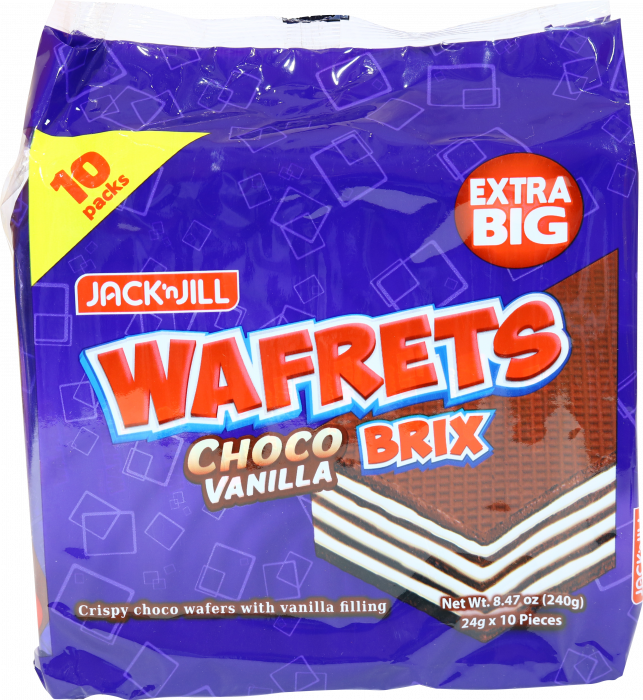 10
packs
EXTRA
BIG
JACK'nJILL
WAFRETS
CHOCO
VANILLA
BRIX
Crispy choco wafers with vanilla filling
Net Wt. 8.47 oz (240g)
24g x 10 Pieces